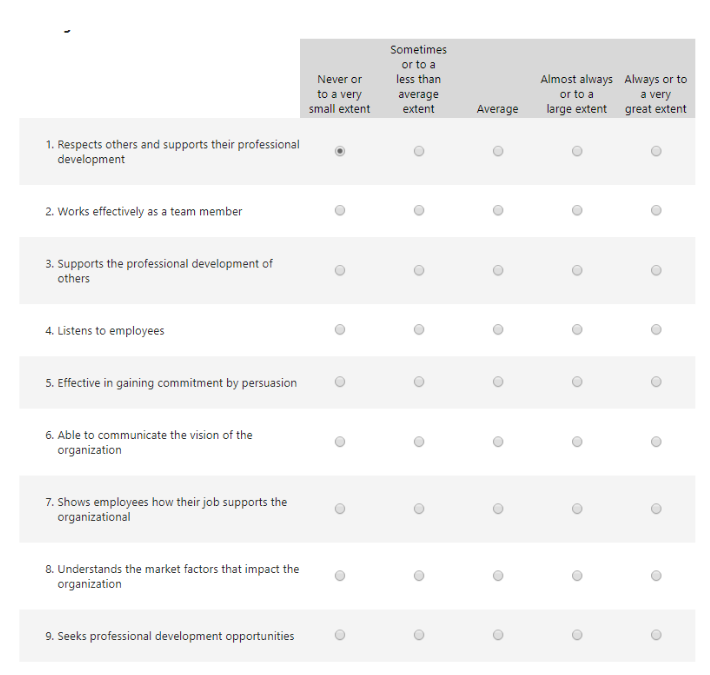 Never or
to a very
small extent
Sometimes
or to a
less than
average
extent
Average
Almost always
or to a
large extent
Always or to
a very
great extent
1. Respects others and supports their professional
development
2. Works effectively as a team member
3. Supports the professional development of
others
4. Listens to employees
5. Effective in gaining commitment by persuasion
6. Able to communicate the vision of the
organization
7. Shows employees how their job supports the
organizational
8. Understands the market factors that impact the
organization
9. Seeks professional development opportunities